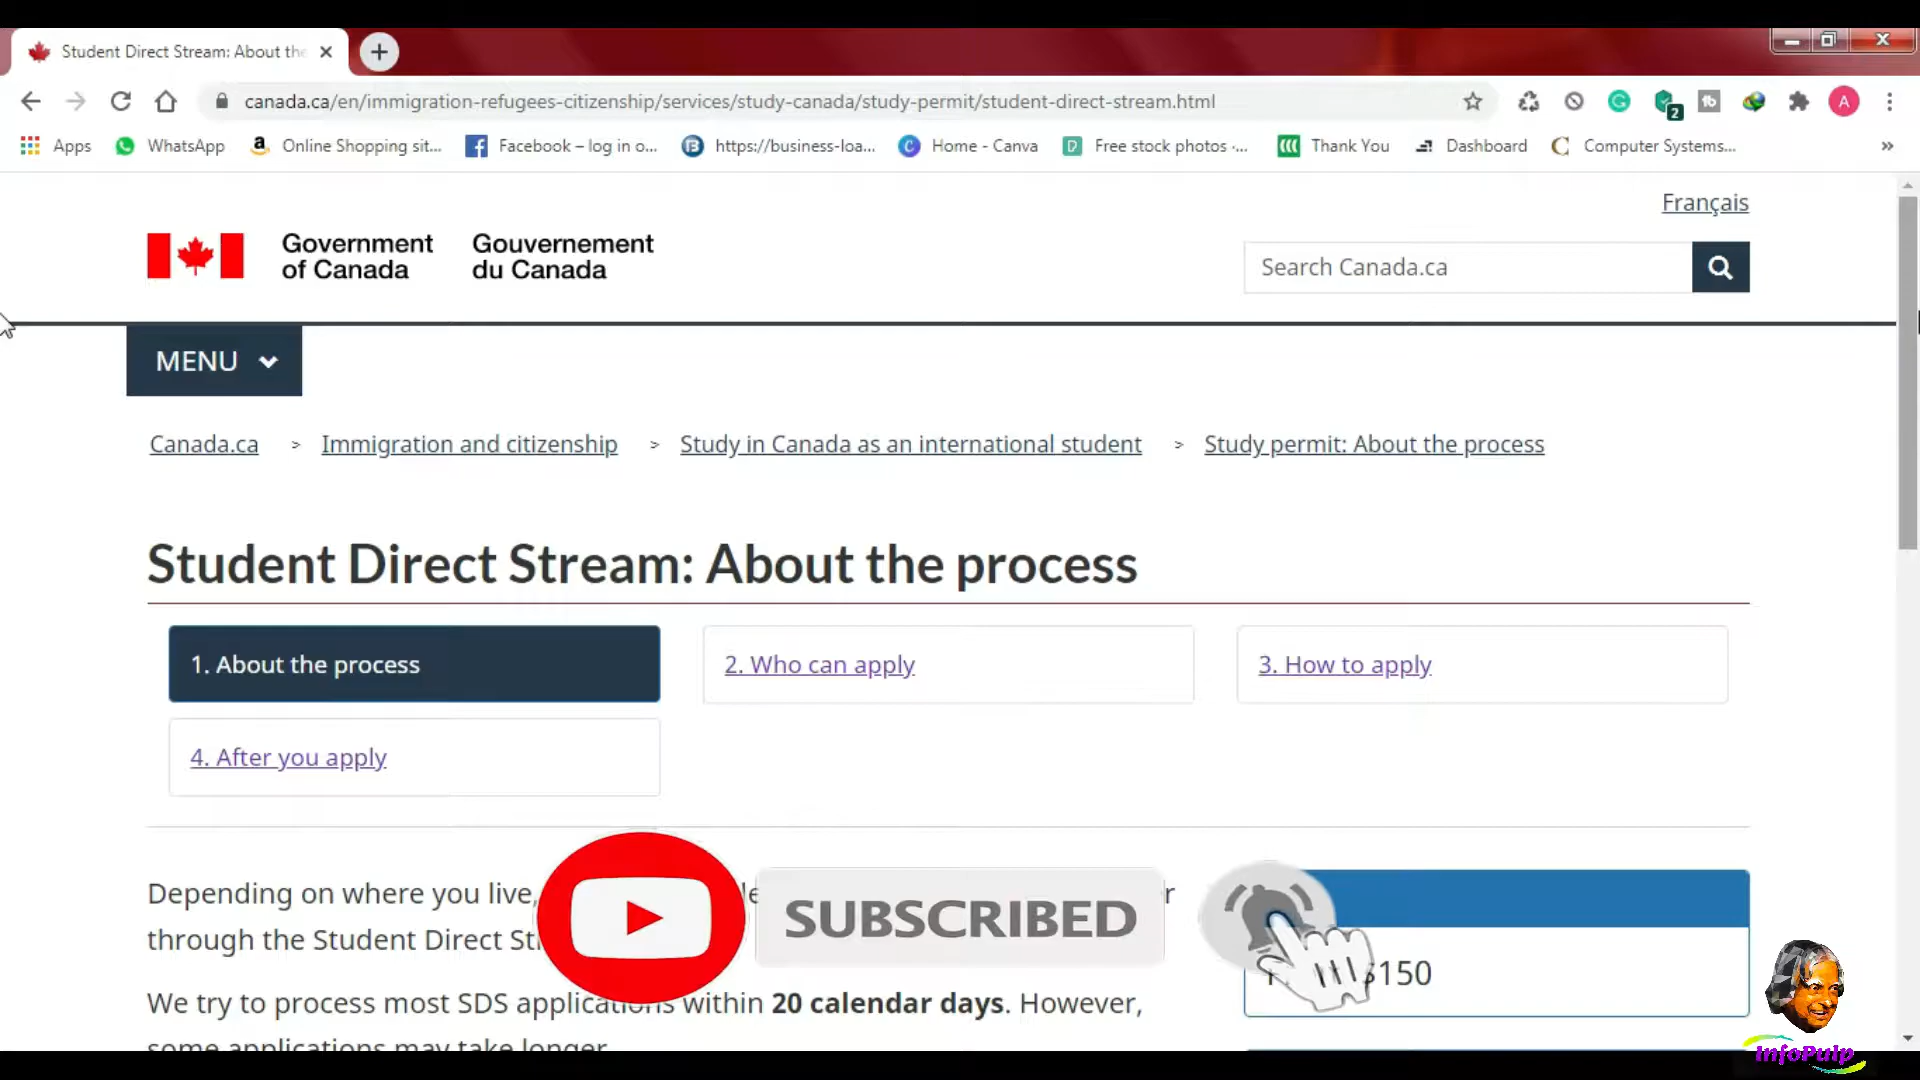 Student Direct Stream: About the
canada.ca/en/immigration-refugees-citizenship/services/study-canada/study-permit/student-direct-stream.html
2
A
Apps
WhatsApp
Online Shopping sit...
Facebook – log in o...
https://business-loa...
Home - Canva
Free stock photos -...
Thank You
Dashboard
Computer Systems...
»
Français
Government of Canada
Gouvernement du Canada
Search Canada.ca
MENU
Canada.ca > Immigration and citizenship > Study in Canada as an international student > Study permit: About the process
Student Direct Stream: About the process
1. About the process
2. Who can apply
3. How to apply
4. After you apply
Depending on where you live,
through the Student Direct
SUBSCRIBED
$150
We try to process most SDS applications within 20 calendar days. However,
some applications may take longer
InfoPulp